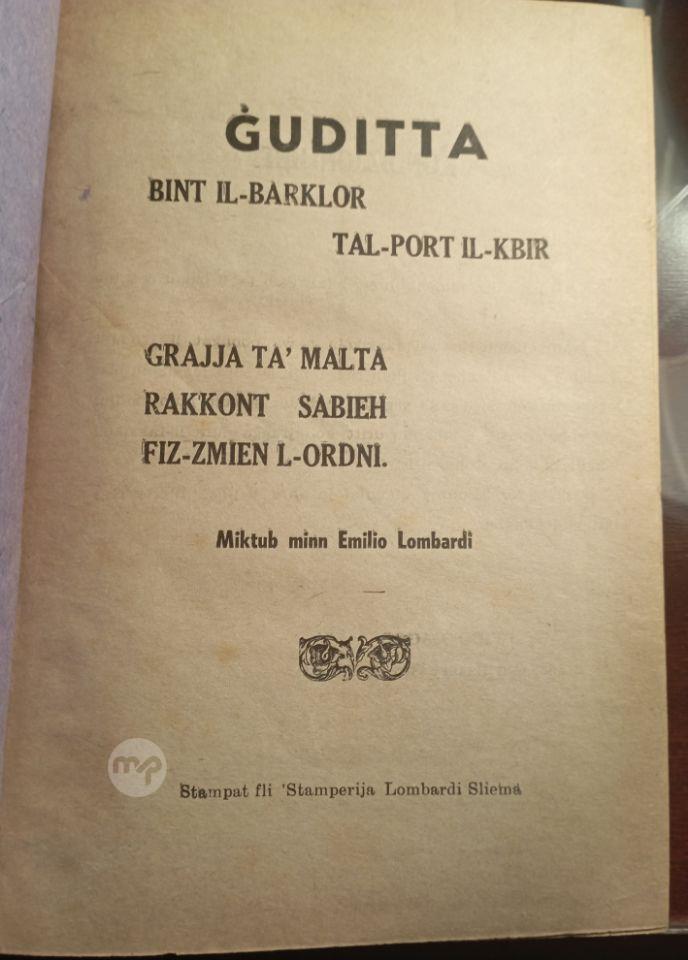 ĠUDITTA
BINT IL-BARKLOR
TAL-PORT IL-KBIR
GRAJJA TA' MALTA
RAKKONT SABIEH
FIZ-ZMIEN L-ORDNI.
Miktub minn Emilio Lombardi
mp
Stampat fli 'Stamperija Lombardi Sliema